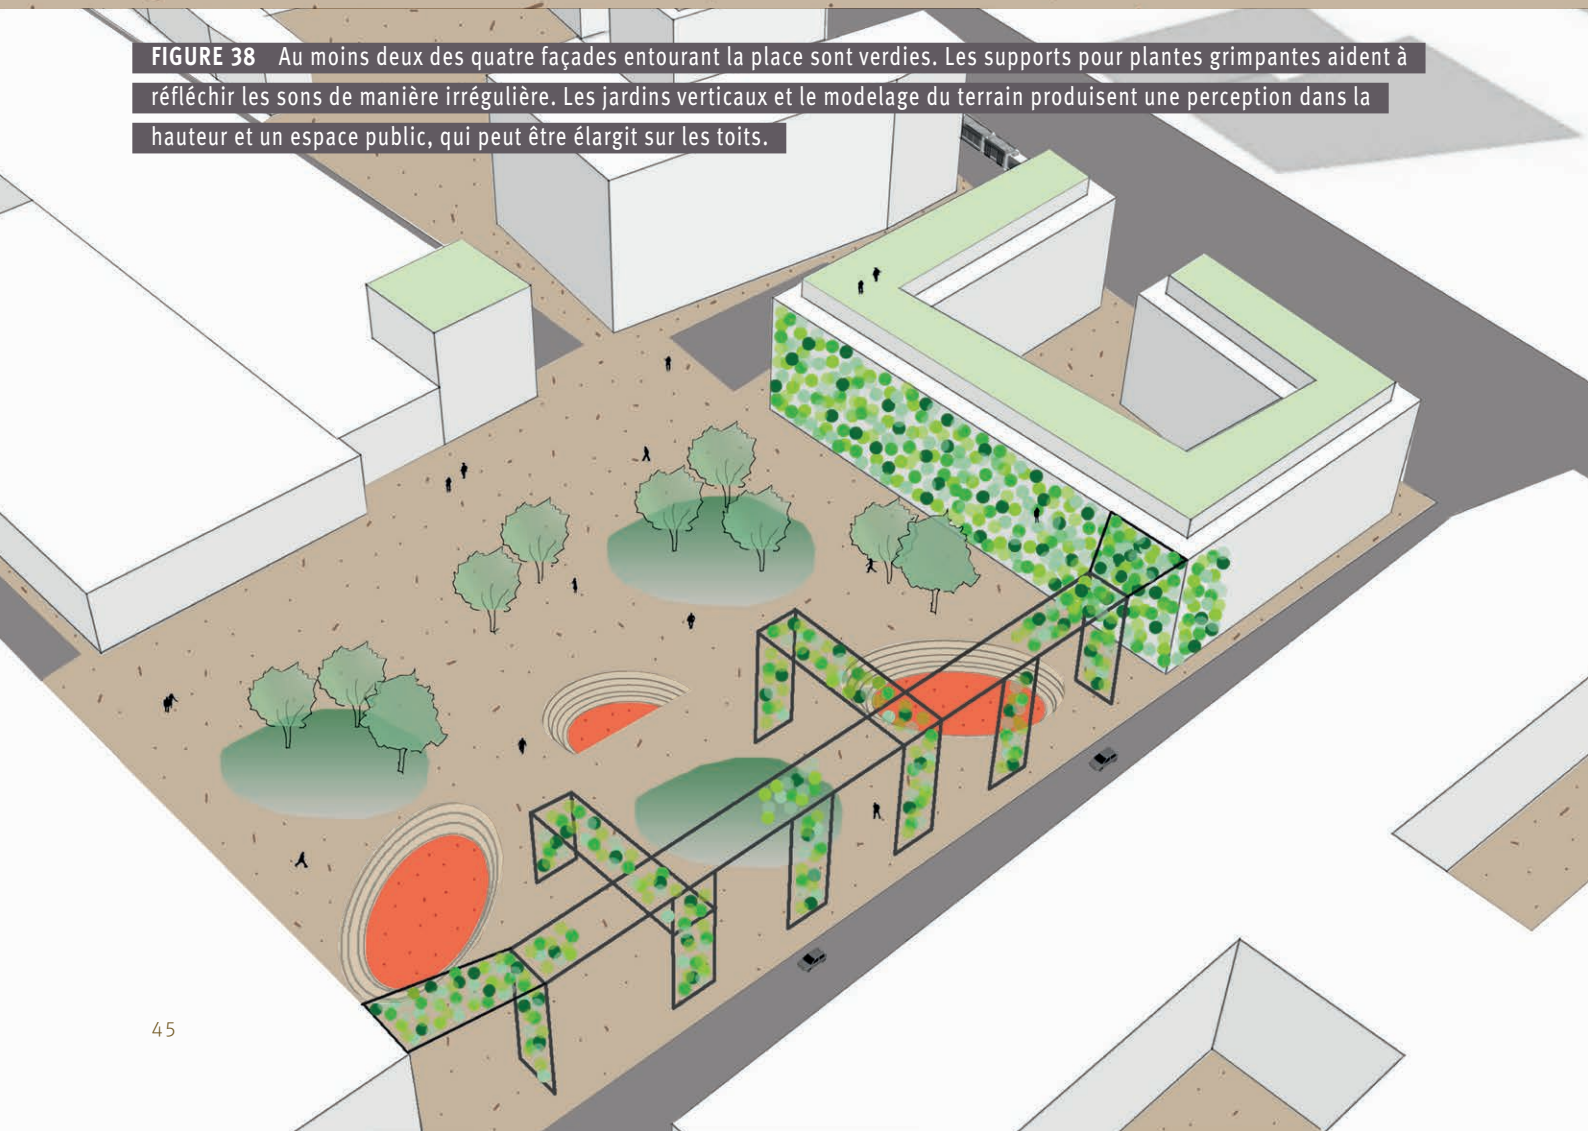 FIGURE 38 Au moins deux des quatre façades entourant la place sont verdies. Les supports pour plantes grimpantes aident à
réfléchir les sons de manière irrégulière. Les jardins verticaux et le modelage du terrain produisent une perception dans la
hauteur et un espace public, qui peut être élargit sur les toits.
45